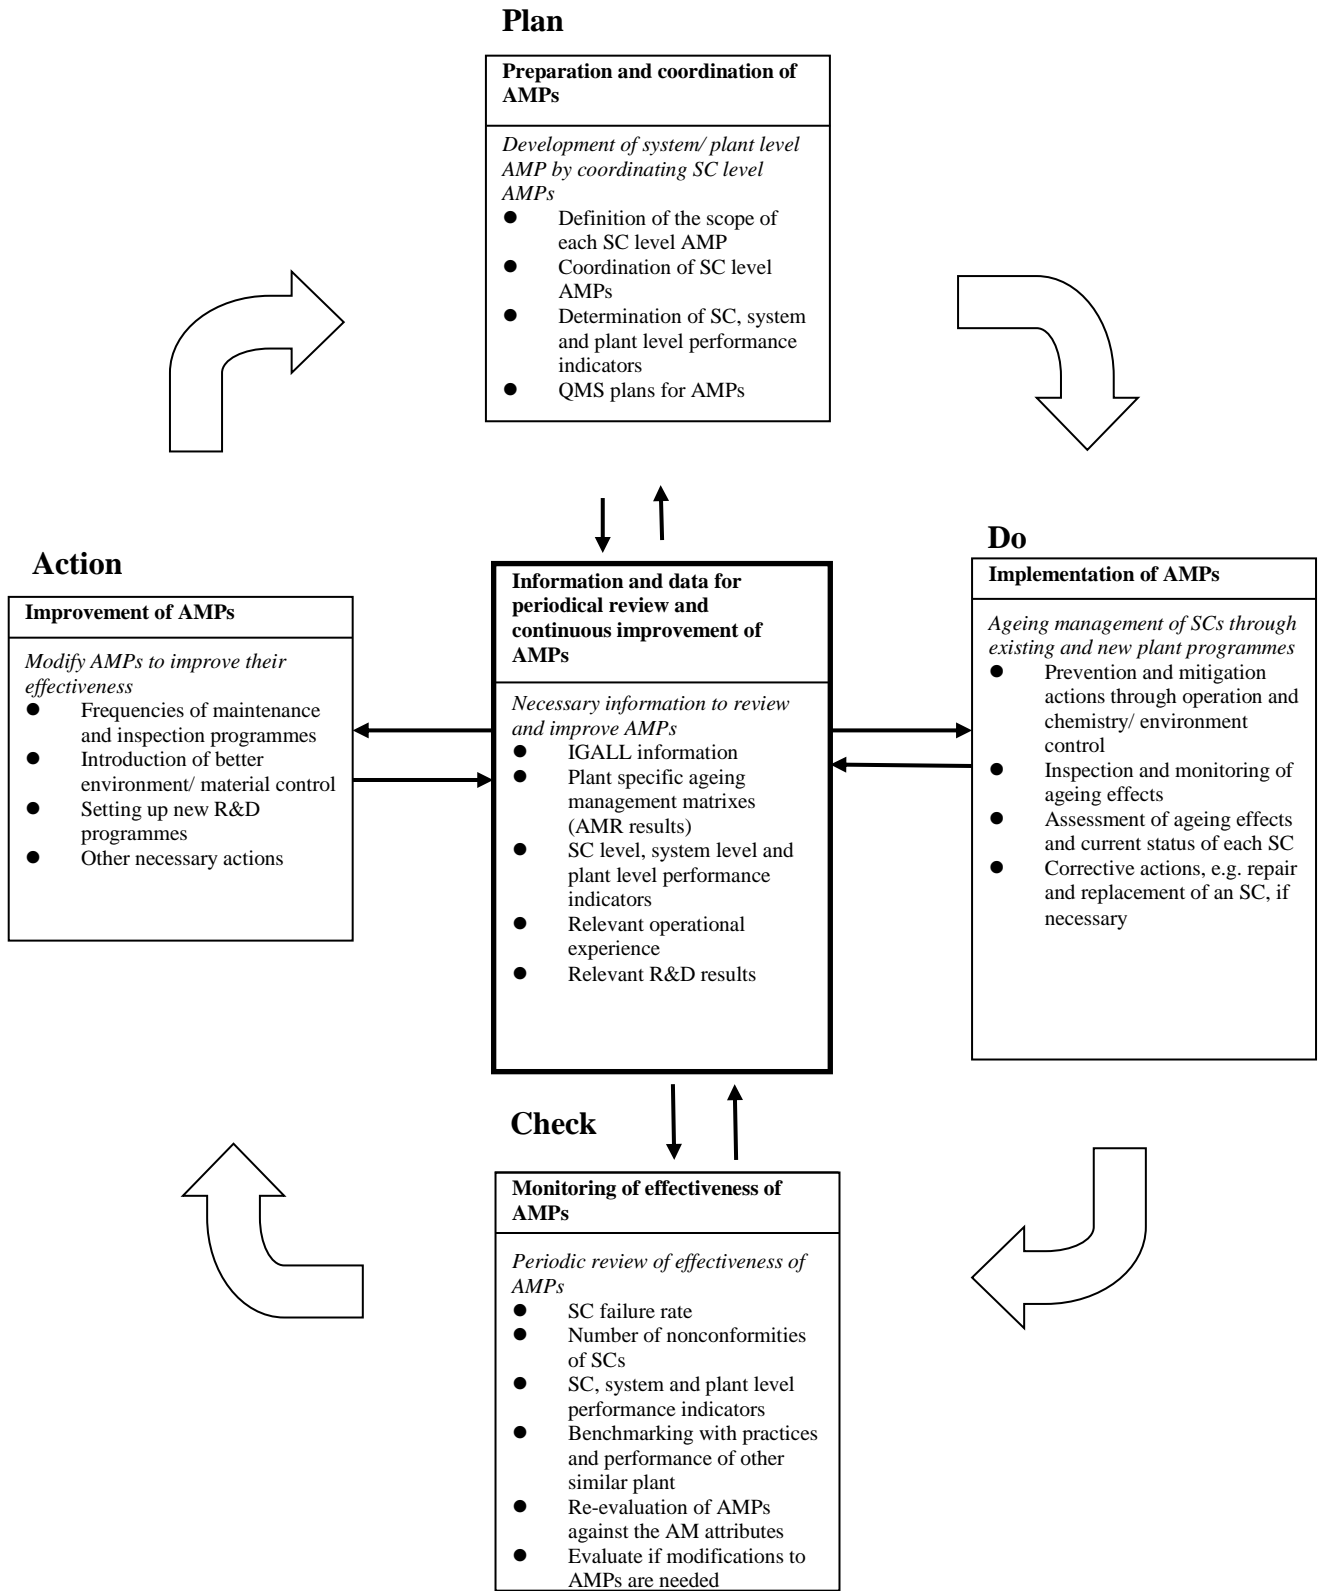 Plan
Preparation and coordination of
AMPs
Development of system/ plant level
AMP by coordinating SC level
AMPs
● Definition of the scope of
each SC level AMP
● Coordination of SC level
AMPs
● Determination of SC, system
and plant level performance
indicators
● QMS plans for AMPs
Action
Improvement of AMPs
Modify AMPs to improve their
effectiveness
● Frequencies of maintenance
and inspection programmes
● Introduction of better
environment/ material control
● Setting up new R&D
programmes
● Other necessary actions
Information and data for
periodical review and
continuous improvement of
AMPs
Necessary information to review
and improve AMPs
● IGALL information
● Plant specific ageing
management matrixes
(AMR results)
● SC level, system level and
plant level performance
indicators
● Relevant operational
experience
● Relevant R&D results
Do
Implementation of AMPs
Ageing management of SCs through
existing and new plant programmes
● Prevention and mitigation
actions through operation and
chemistry/ environment
control
● Inspection and monitoring of
ageing effects
● Assessment of ageing effects
and current status of each SC
● Corrective actions, e.g. repair
and replacement of an SC, if
necessary
Check
Monitoring of effectiveness of
AMPs
Periodic review of effectiveness of
AMPs
● SC failure rate
● Number of nonconformities
of SCs
● SC, system and plant level
performance indicators
● Benchmarking with practices
and performance of other
similar plant
● Re-evaluation of AMPs
against the AM attributes
● Evaluate if modifications to
AMPs are needed